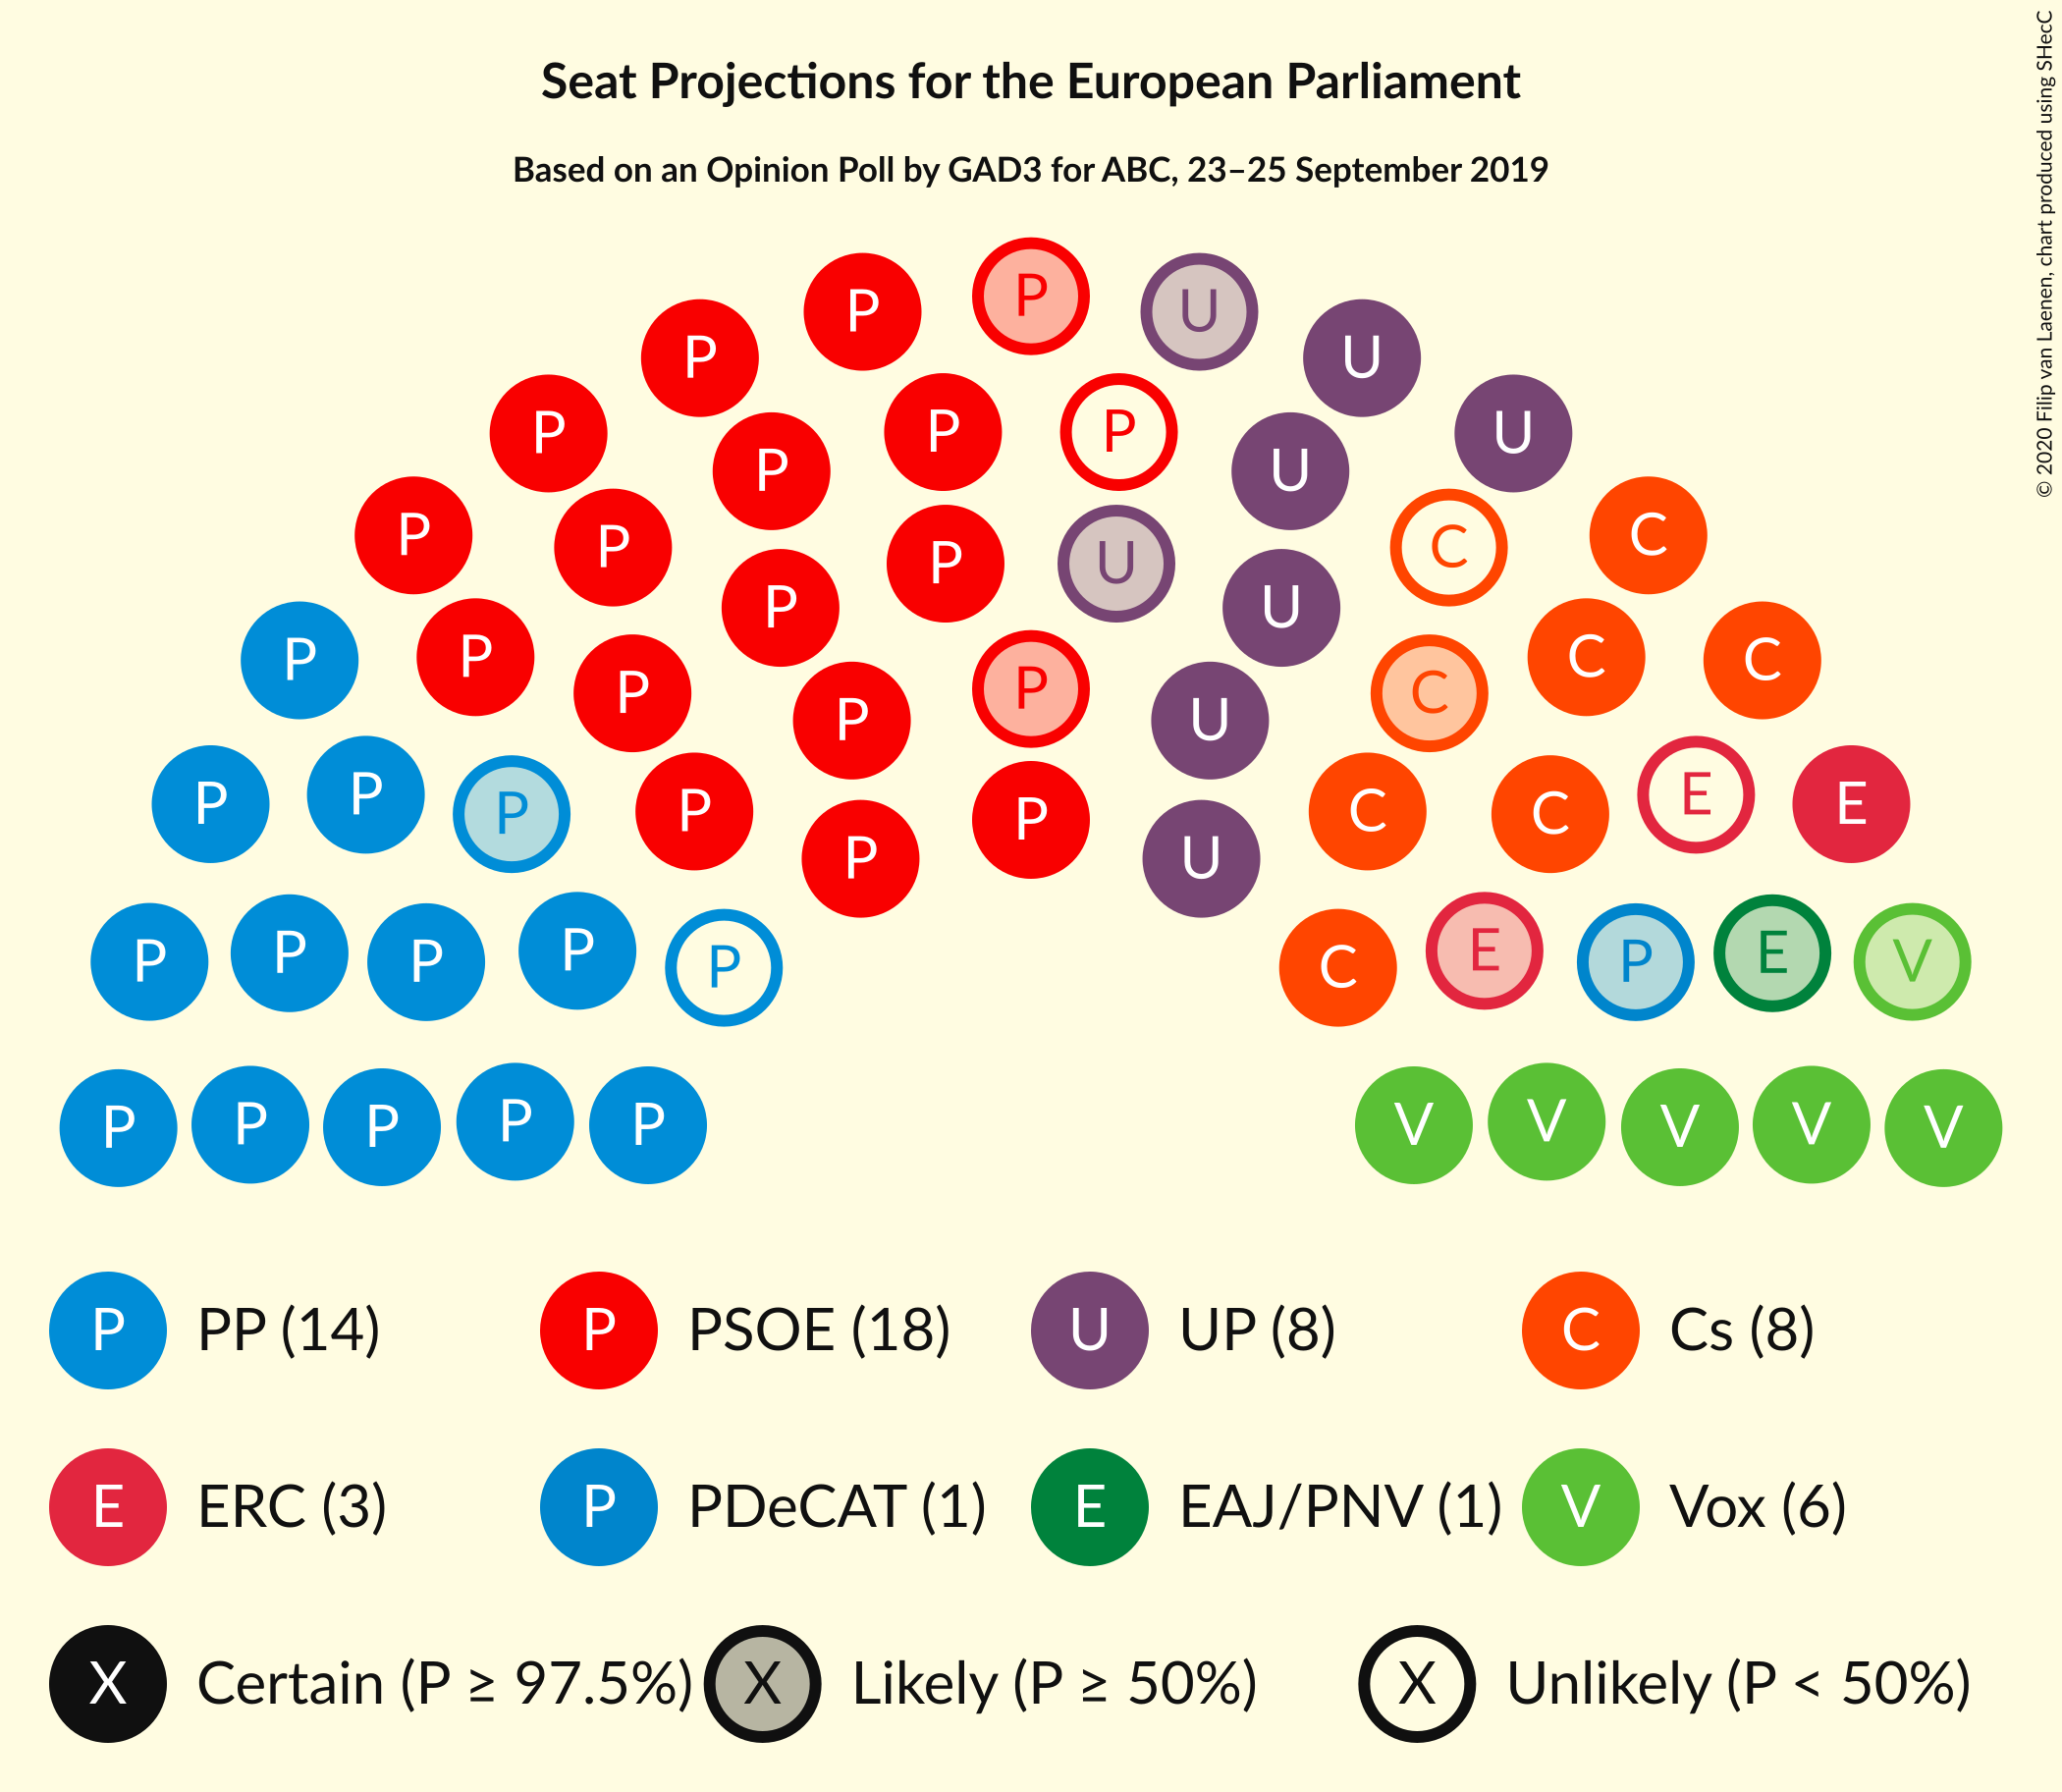 Seat Projections for the European Parliament
Based on an Opinion Poll by GAD3 for ABC, 23–25 September 2019
© 2020 Filip van Laenen, chart produced using SHecC
P
P U
P U
P P P U
P U
P P C C
P U
P U
P P C C
P P C
P U
P P P P P C C E E
P U
P P P P P C E P E V
P P P P P V V V V V
P PP (14) P PSOE (18) U UP (8) C Cs (8)
E ERC (3) P PDeCAT (1) E EAJ/PNV (1) V Vox (6)
X Certain (P ≥ 97.5%) X Likely (P ≥ 50%) X Unlikely (P < 50%)